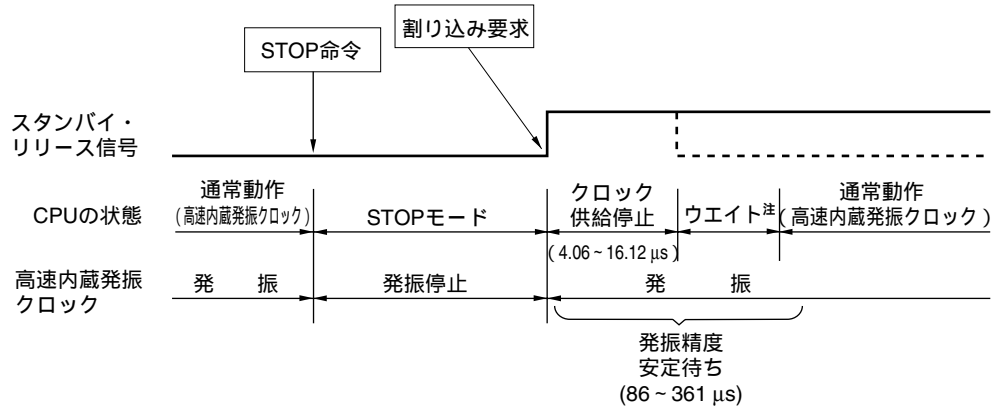 割り込み要求
STOP命令
スタンバイ・
リリース信号
CPUの状態
通常動作
(高速内蔵発振クロック)
STOPモード
クロック
供給停止
(4.06~16.12 μs)
ウエイト注
通常動作
(高速内蔵発振クロック)
高速内蔵発振
クロック
発 振
発振停止
発 振
発振精度
安定待ち
(86~361 μs)